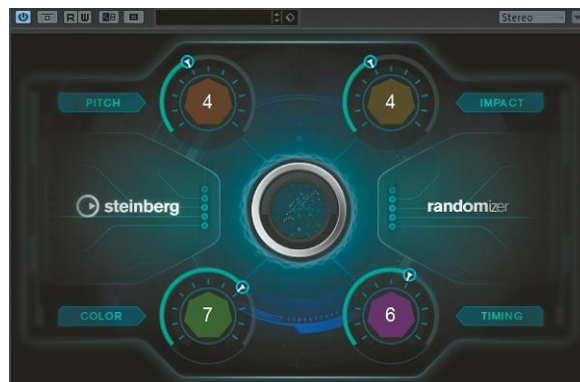 R W
Stereo
PITCH 4 4 IMPACT
steinberg randomizer
COLOR 7 6 TIMING